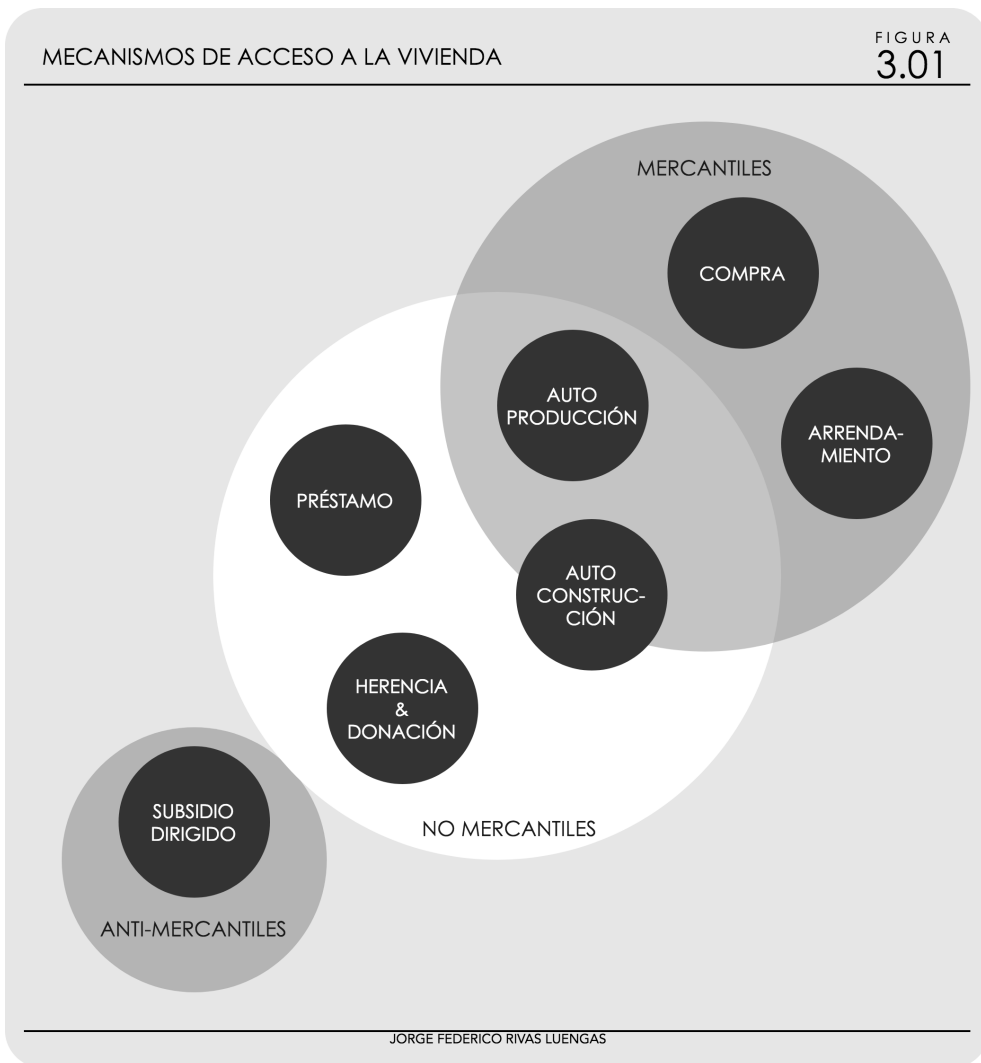 MECANISMOS DE ACCESO A LA VIVIENDA
FIGURA
3.01
MERCANTILES
COMPRA
AUTO
PRODUCCIÓN
ARRENDA-
MIENTO
PRÉSTAMO
AUTO
CONSTRUC-
CIÓN
HERENCIA
&
DONACIÓN
SUBSIDIO
DIRIGIDO
NO MERCANTILES
ANTI-MERCANTILES
JORGE FEDERICO RIVAS LUENGAS